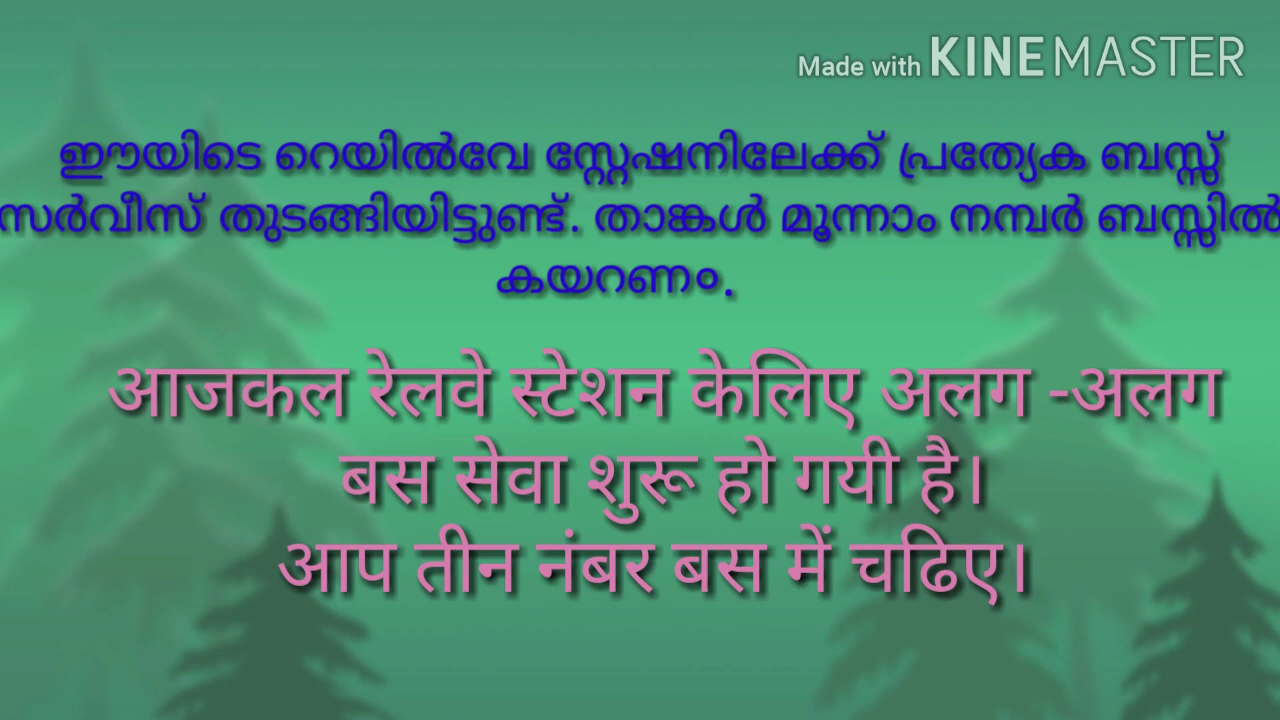 Made with KINEMASTER
ഈയിടെ റെയിൽവേ സ്റ്റേഷനിലേക്ക് പ്രത്യേക ബസ്സ്
സർവീസ് തുടങ്ങിയിട്ടുണ്ട്. താങ്കൾ മൂന്നാം നമ്പർ ബസ്സിൽ
കയറണം.
आजकल रेलवे स्टेशन केलिए अलग -अलग
बस सेवा शुरू हो गयी है।
आप तीन नंबर बस में चढिए।